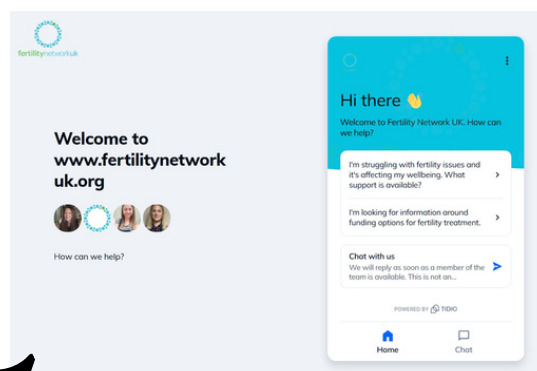 fertilitynetworkuk
Welcome to
www.fertilitynetwork
uk.org
How can we help?
Hi there 👋
Welcome to Fertility Network UK. How can
we help?
I'm struggling with fertility issues and
it's affecting my wellbeing. What
support is available?
I'm looking for information around
funding options for fertility treatment.
Chat with us
We will reply as soon as a member of the
team is available. This is not an...
POWERED BY TIDIO
Home
Chat